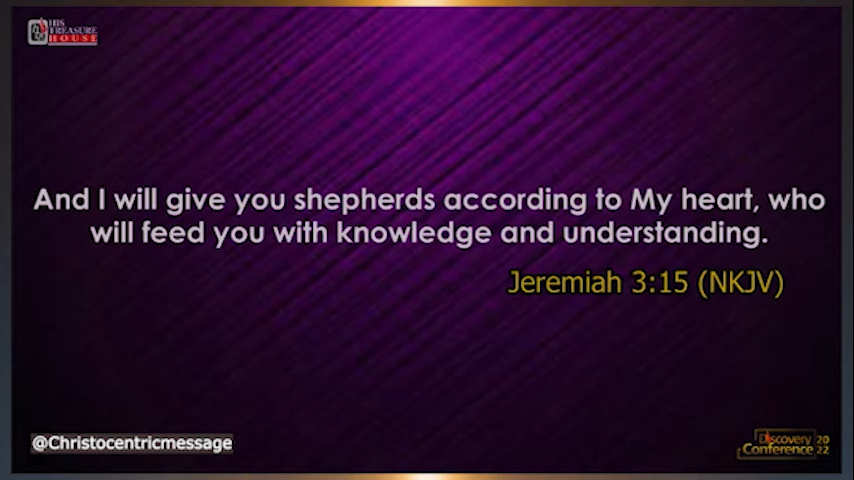 HIS
TREASURE
HOUSE
And I will give you shepherds according to My heart, who
will feed you with knowledge and understanding.
Jeremiah 3:15 (NKJV)
@Christocentricmessage
Discovery 20
Conference 22